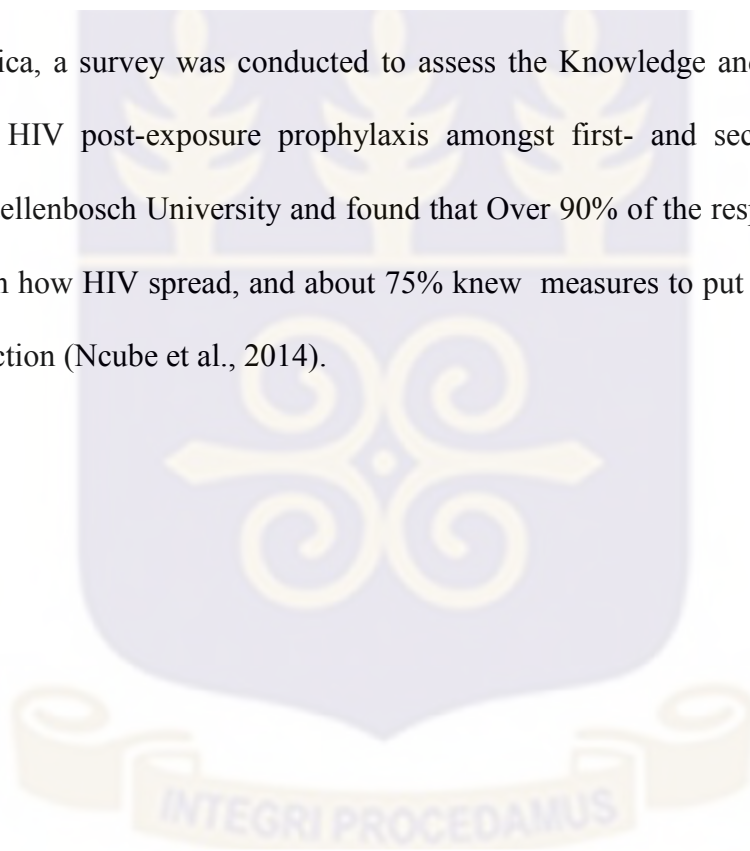 ica, a survey was conducted to assess the Knowledge and
HIV post-exposure prophylaxis amongst first- and sec
ellenbosch University and found that Over 90% of the res
n how HIV spread, and about 75% knew measures to put
ction (Ncube et al., 2014).
INTEGRI PROCEDAMUS